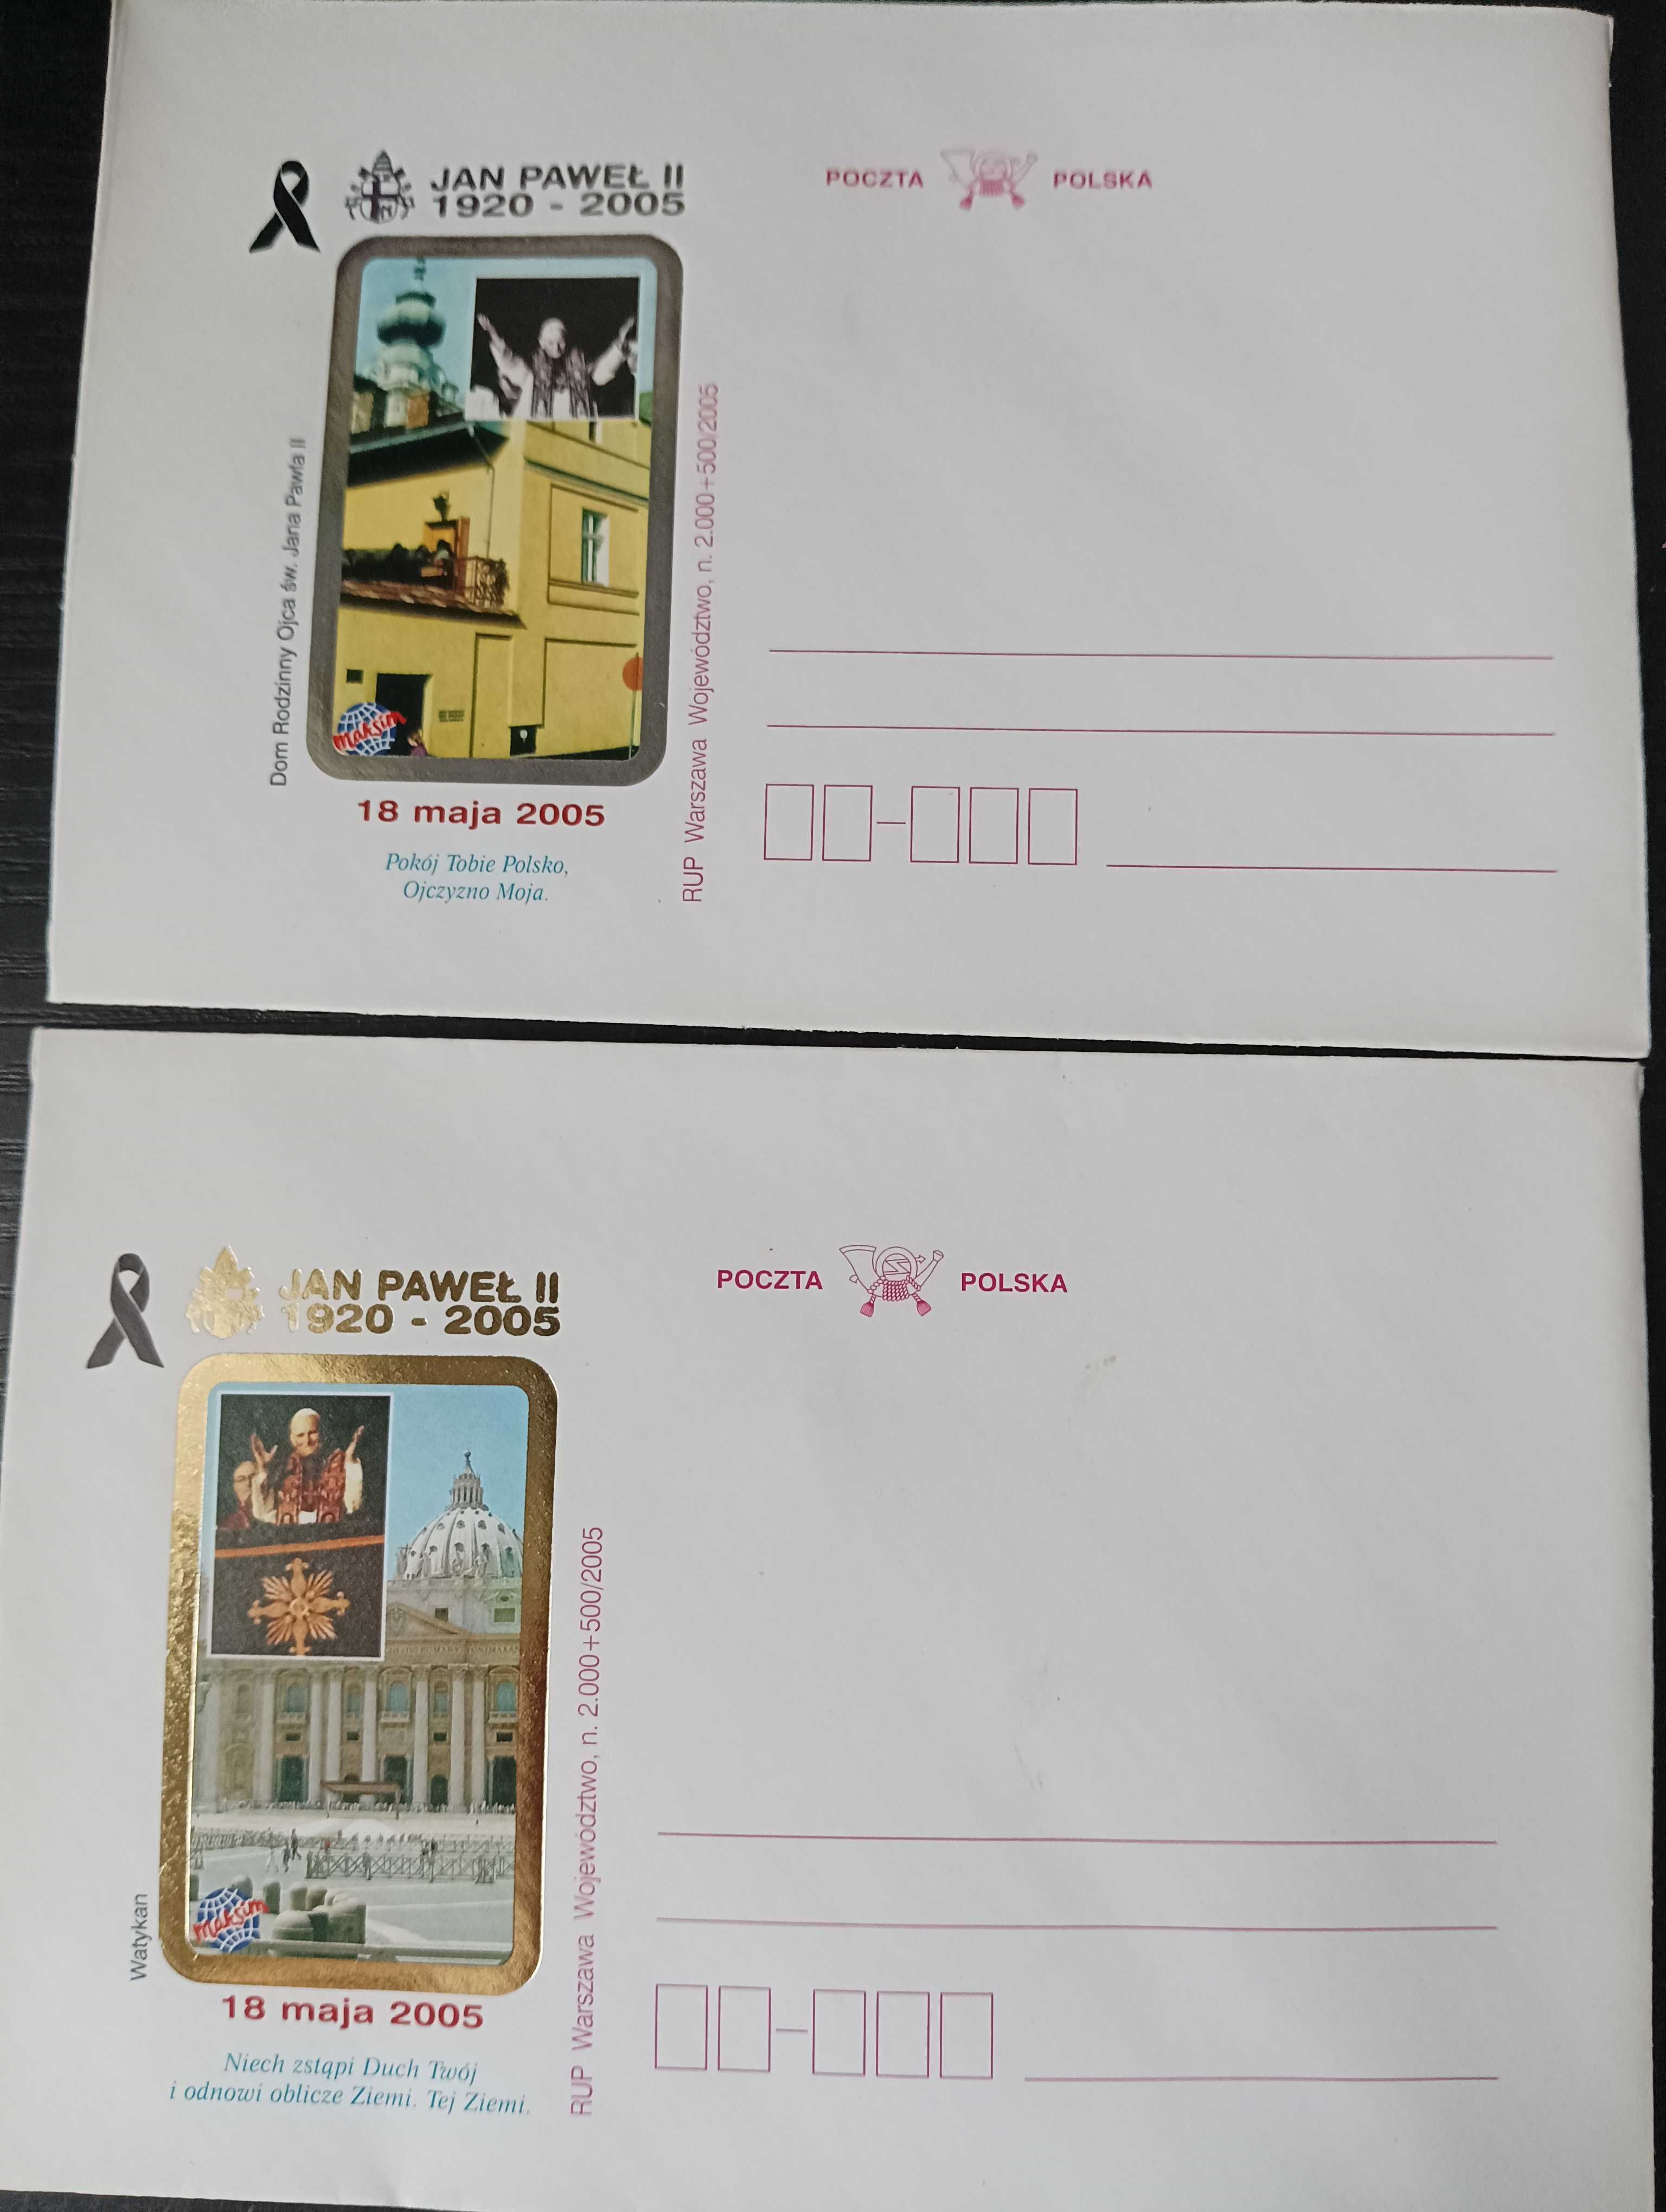 JAN PAWEŁ II
1920 - 2005
POCZTA POLSKA
Dom Rodzinny Ojca św. Jana Pawła II
maksim
18 maja 2005
Pokój Tobie Polsko,
Ojczyzno Moja.
RUP Warszawa Województwo, n. 2.000+500/2005
JAN PAWEŁ II
1920 - 2005
POCZTA POLSKA
Watykan
maksim
18 maja 2005
Niech zstąpi Duch Twój
i odnowi oblicze Ziemi. Tej Ziemi.
RUP Warszawa Województwo, n. 2.000+500/2005